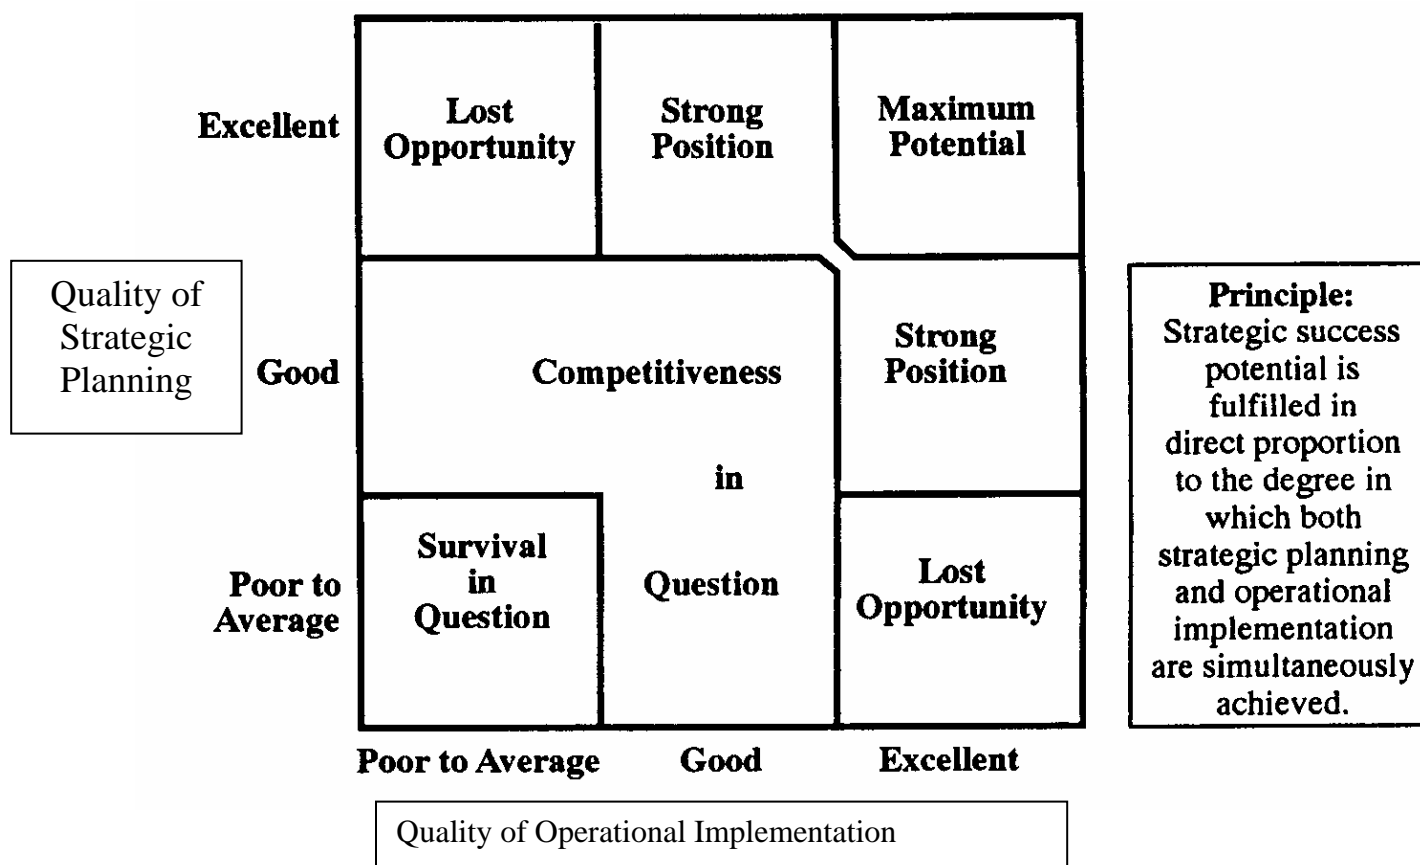 Excellent
Lost
Opportunity
Strong
Position
Maximum
Potential
Quality of
Strategic
Planning
Good
Competitiveness
in
Question
Strong
Position
Poor to
Average
Survival
in
Question
Lost
Opportunity
Poor to Average
Good
Excellent
Quality of Operational Implementation
Principle:
Strategic success
potential is
fulfilled in
direct proportion
to the degree in
which both
strategic planning
and operational
implementation
are simultaneously
achieved.